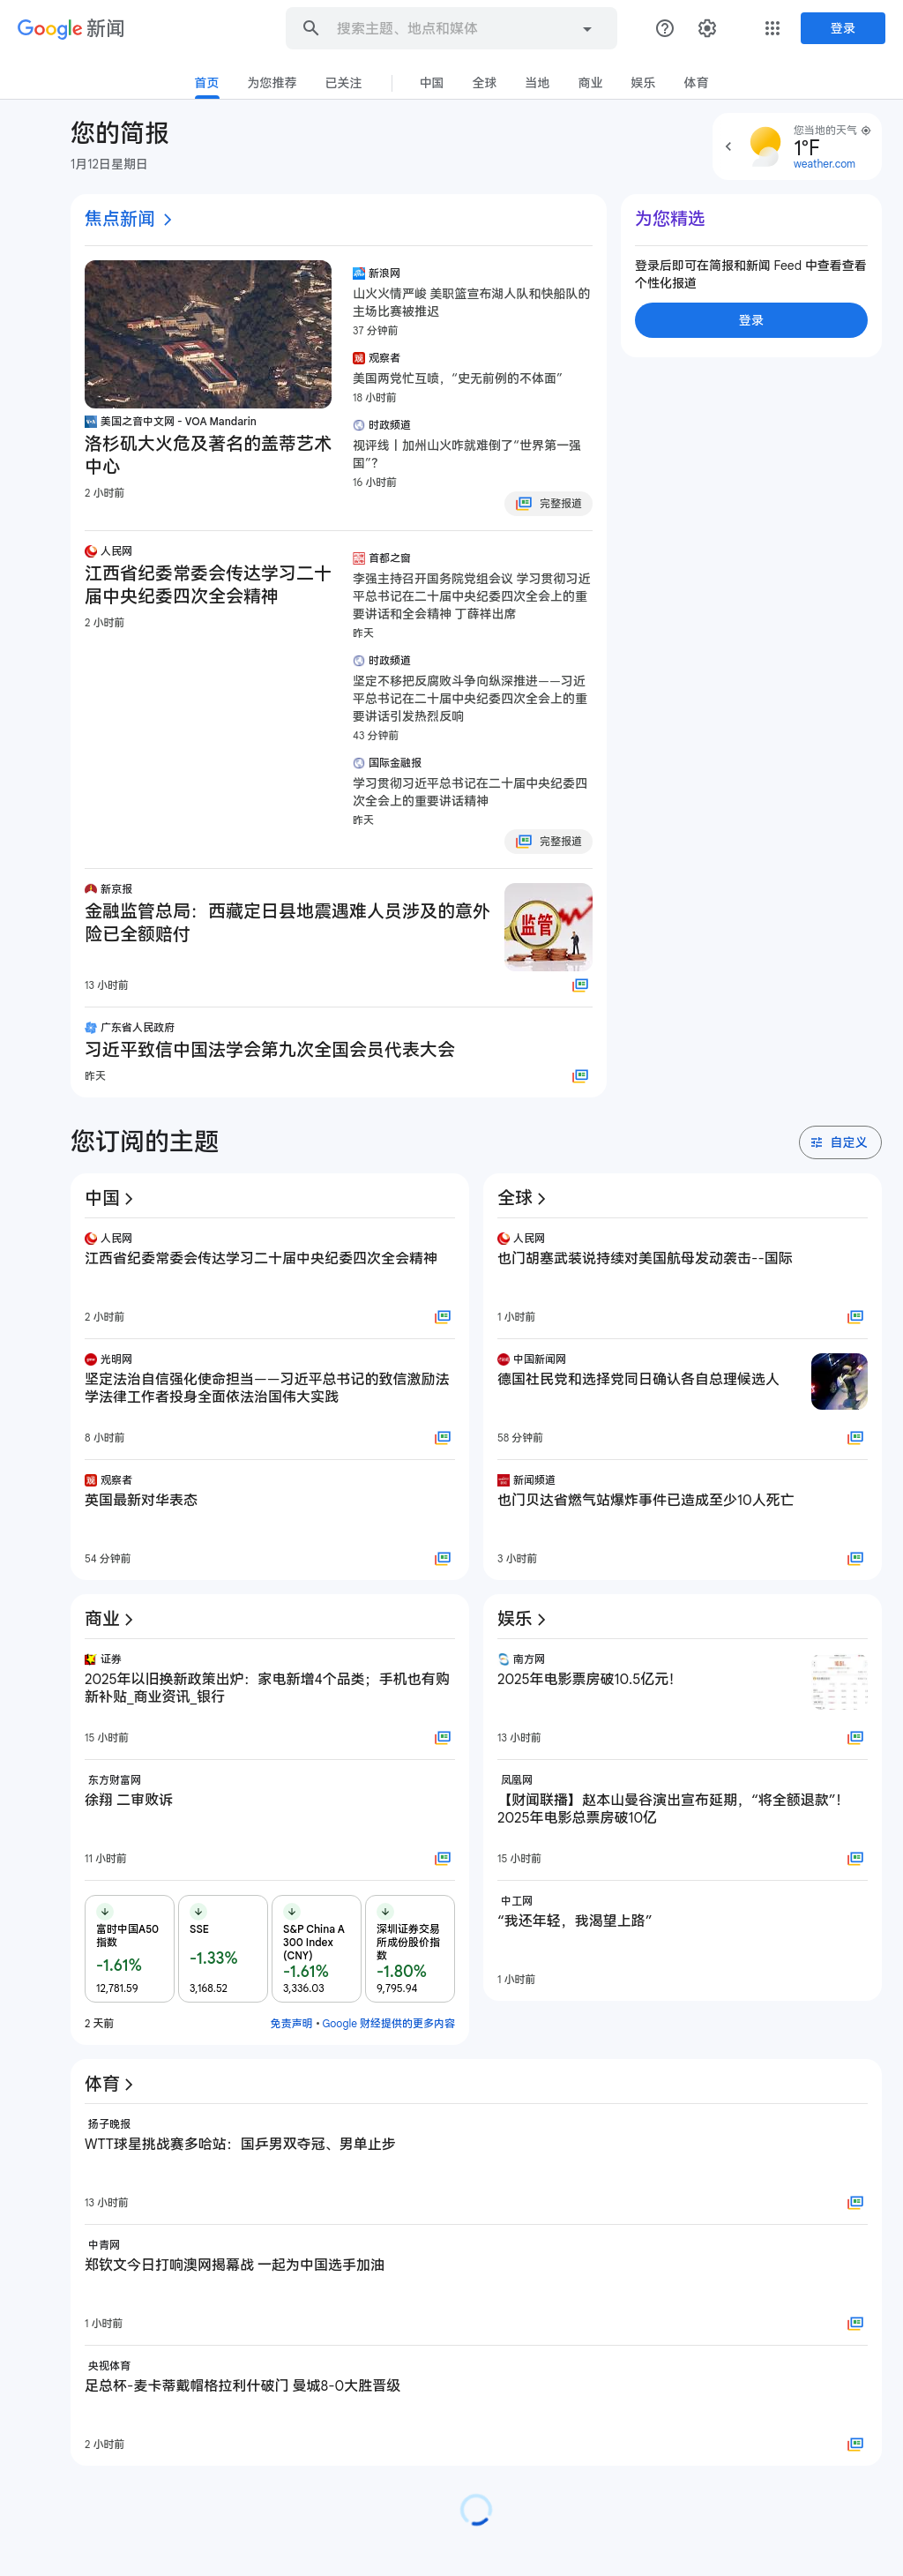 Google 新闻
搜索主题、地点和媒体
登录
首页
为您推荐
已关注
中国
全球
当地
商业
娱乐
体育
您的简报
1月12日星期日
您当地的天气
1°F
weather.com
焦点新闻
美国之音中文网 - VOA Mandarin
洛杉矶大火危及著名的盖蒂艺术
中心
2 小时前
新浪网
山火火情严峻 美职篮宣布湖人队和快船队的
主场比赛被推迟
37 分钟前
观察者
美国两党忙互喷，“史无前例的不体面”
18 小时前
时政频道
视评线丨加州山火咋就难倒了“世界第一强
国”？
16 小时前
完整报道
为您精选
登录后即可在简报和新闻 Feed 中查看查看
个性化报道
登录
人民网
江西省纪委常委会传达学习二十
届中央纪委四次全会精神
2 小时前
首都之窗
李强主持召开国务院党组会议 学习贯彻习近
平总书记在二十届中央纪委四次全会上的重
要讲话和全会精神 丁薛祥出席
昨天
时政频道
坚定不移把反腐败斗争向纵深推进——习近
平总书记在二十届中央纪委四次全会上的重
要讲话引发热烈反响
43 分钟前
国际金融报
学习贯彻习近平总书记在二十届中央纪委四
次全会上的重要讲话精神
昨天
完整报道
新京报
金融监管总局：西藏定日县地震遇难人员涉及的意外
险已全额赔付
13 小时前
监管
广东省人民政府
习近平致信中国法学会第九次全国会员代表大会
昨天
您订阅的主题
自定义
中国
人民网
江西省纪委常委会传达学习二十届中央纪委四次全会精神
2 小时前
光明网
坚定法治自信强化使命担当——习近平总书记的致信激励法
学法律工作者投身全面依法治国伟大实践
8 小时前
观察者
英国最新对华表态
54 分钟前
全球
人民网
也门胡塞武装说持续对美国航母发动袭击--国际
1 小时前
中国新闻网
德国社民党和选择党同日确认各自总理候选人
58 分钟前
新闻频道
也门贝达省燃气站爆炸事件已造成至少10人死亡
3 小时前
商业
证券
2025年以旧换新政策出炉：家电新增4个品类；手机也有购
新补贴_商业资讯_银行
15 小时前
东方财富网
徐翔 二审败诉
11 小时前
富时中国A50
指数
-1.61%
12,781.59
SSE
-1.33%
3,168.52
S&P China A
300 Index
(CNY)
-1.61%
3,336.03
深圳证券交易
所成份股价指
数
-1.80%
9,795.94
2 天前
免责声明 • Google 财经提供的更多内容
娱乐
南方网
2025年电影票房破10.5亿元！
13 小时前
凤凰网
【财闻联播】赵本山曼谷演出宣布延期，“将全额退款”！
2025年电影总票房破10亿
15 小时前
中工网
“我还年轻，我渴望上路”
1 小时前
体育
扬子晚报
WTT球星挑战赛多哈站：国乒男双夺冠、男单止步
13 小时前
中青网
郑钦文今日打响澳网揭幕战 一起为中国选手加油
1 小时前
央视体育
足总杯-麦卡蒂戴帽格拉利什破门 曼城8-0大胜晋级
2 小时前